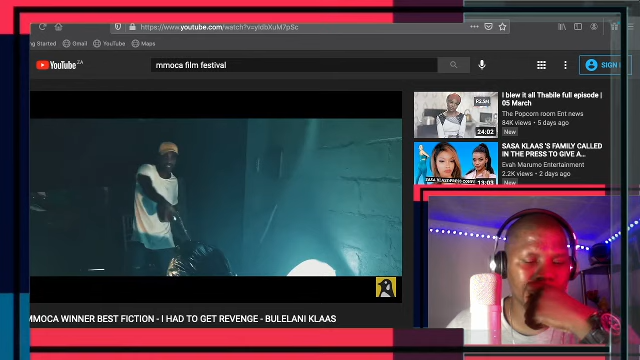 https://www.youtube.com/watch?v=yIdbXuM7pSc
ng Started
Gmail
YouTube
Maps
YouTube ZA
mmoca film festival
SIGN I
I blew it all Thabile full episode |
05 March
The Popcorn room Ent news
84K views • 5 days ago
New
24:02
SASA KLAAS 'S FAMILY CALLED
IN THE PRESS TO GIVE A...
Evah Marumo Entertainment
2.2K views • 2 days ago
New
13:03
MMOCA WINNER BEST FICTION - I HAD TO GET REVENGE - BULELANI KLAAS